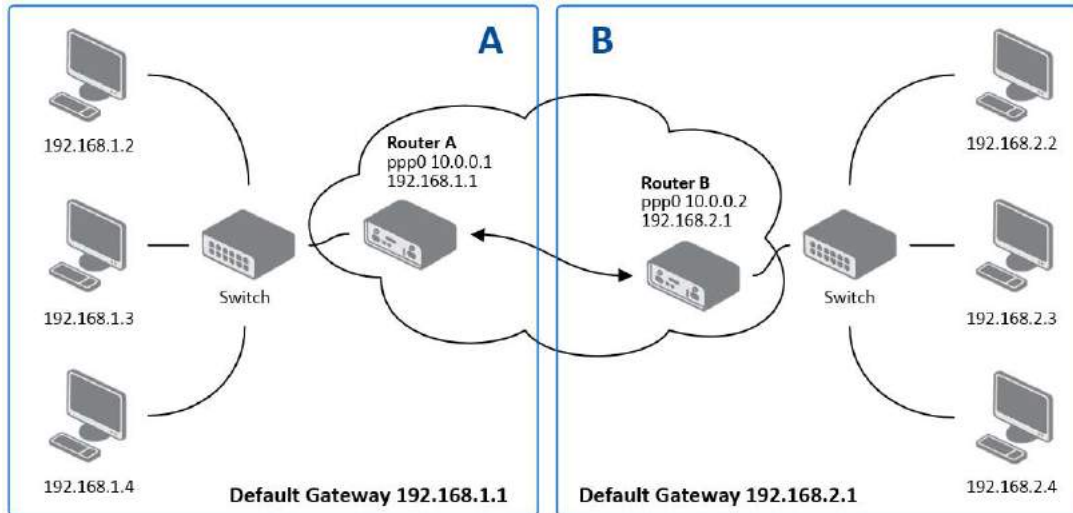 A
B
192.168.1.2
Router A
ppp0 10.0.0.1
192.168.1.1
192.168.2.2
Router B
ppp0 10.0.0.2
192.168.2.1
Switch
Switch
192.168.1.3
192.168.2.3
192.168.1.4
Default Gateway 192.168.1.1
Default Gateway 192.168.2.1
192.168.2.4